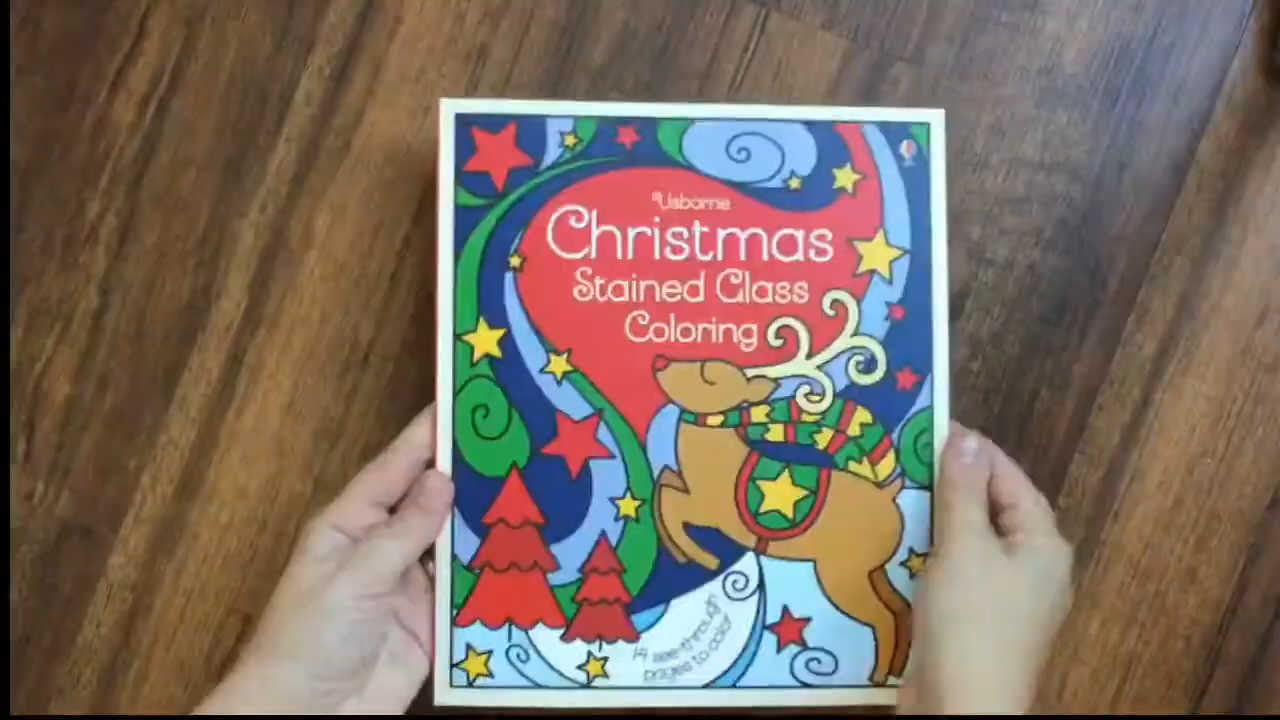 Usborne
Christmas
Stained Glass
Coloring
14 see-through
pages to color